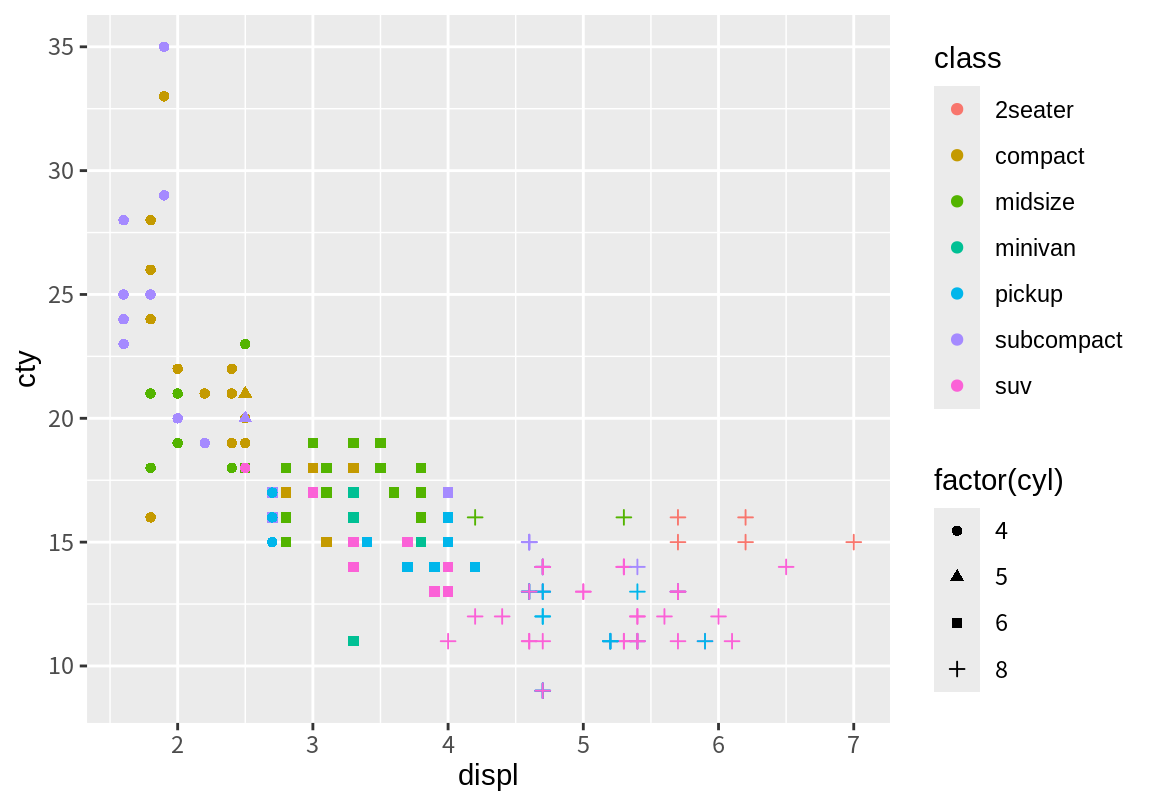 35
30
25
20
15
10
cty
2 3 4 5 6 7
displ
class
2seater
compact
midsize
minivan
pickup
subcompact
suv
factor(cyl)
4
5
6
8